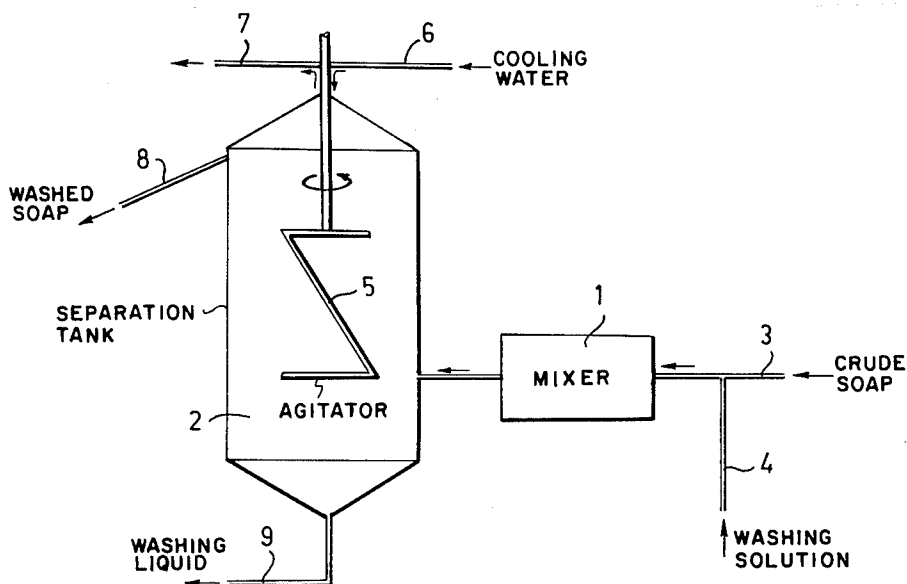 7
6
COOLING
WATER
8
WASHED
SOAP
5
SEPARATION
TANK
1
MIXER
3
CRUDE
SOAP
AGITATOR
2
4
WASHING
LIQUID
9
WASHING
SOLUTION